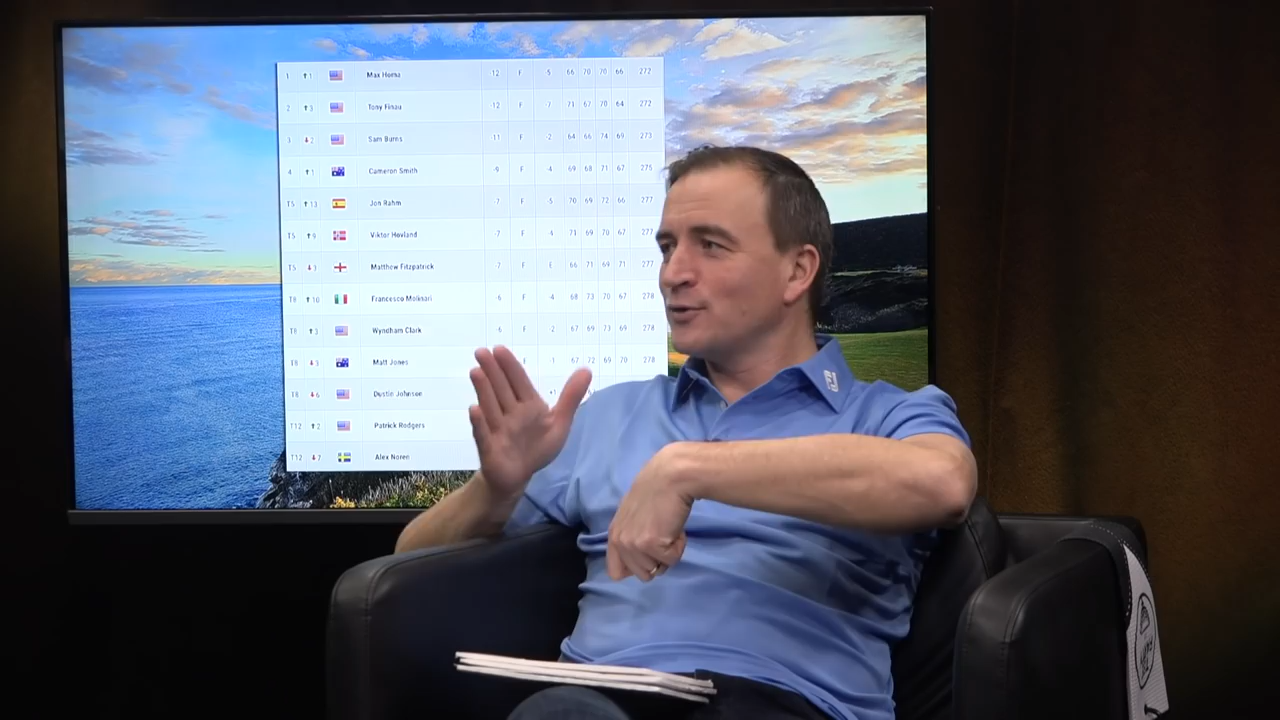 1 ↑1 Max Homa -12 F 5 66 70 70 66 272
2 ↑3 Tony Finau -12 F -7 71 67 70 64 272
3 ↓2 Sam Burns -11 F -2 64 66 74 69 273
4 ↑1 Cameron Smith -9 F -4 69 68 71 67 275
T5 ↑13 Jon Rahm -7 F -5 70 69 72 66 277
T5 ↑9 Viktor Hovland -7 F -4 71 69 70 67 277
T5 ↓3 Matthew Fitzpatrick 7 F E 66 71 69 71 277
T8 ↑10 Francesco Molinari -6 F -4 68 73 70 67 278
T8 ↑3 Wyndham Clark -6 F -2 67 69 73 69 278
T8 ↓3 Matt Jones F -1 67 72 69 70 278
T8 ↓6 Dustin Johnson
T12 ↑2 Patrick Rodgers
T12 ↓7 Alex Noren